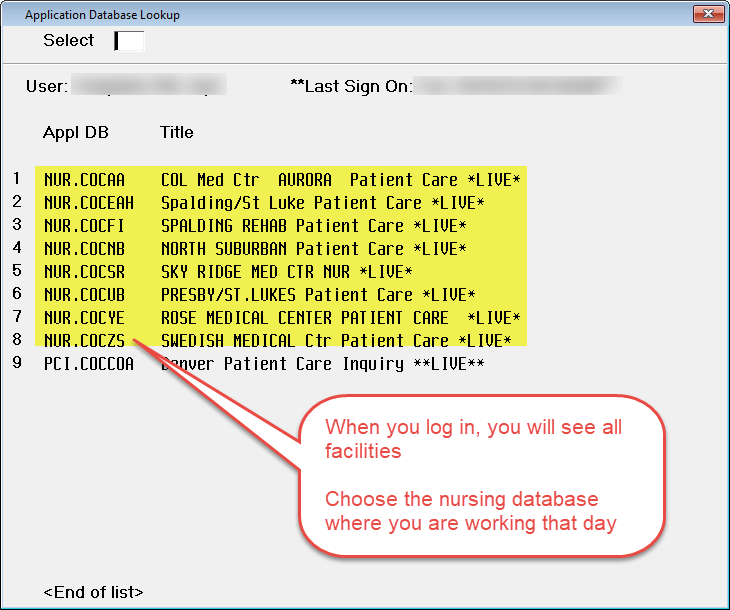 Application Database Lookup
Select
User: **Last Sign On:
Appl DB Title
1 NUR.COCAA COL Med Ctr AURORA Patient Care *LIVE*
2 NUR.COCEAH Spalding/St Luke Patient Care *LIVE*
3 NUR.COCFI SPALDING REHAB Patient Care *LIVE*
4 NUR.COCNB NORTH SUBURBAN Patient Care *LIVE*
5 NUR.COCSR SKY RIDGE MED CTR NUR *LIVE*
6 NUR.COCUB PRESBY/ST.LUKES Patient Care *LIVE*
7 NUR.COCYE ROSE MEDICAL CENTER PATIENT CARE *LIVE*
8 NUR.COCZS SWEDISH MEDICAL Ctr Patient Care *LIVE*
9 PCI.COCCOA Denver Patient Care Inquiry **LIVE**
When you log in, you will see all
facilities
Choose the nursing database
where you are working that day
<End of list>